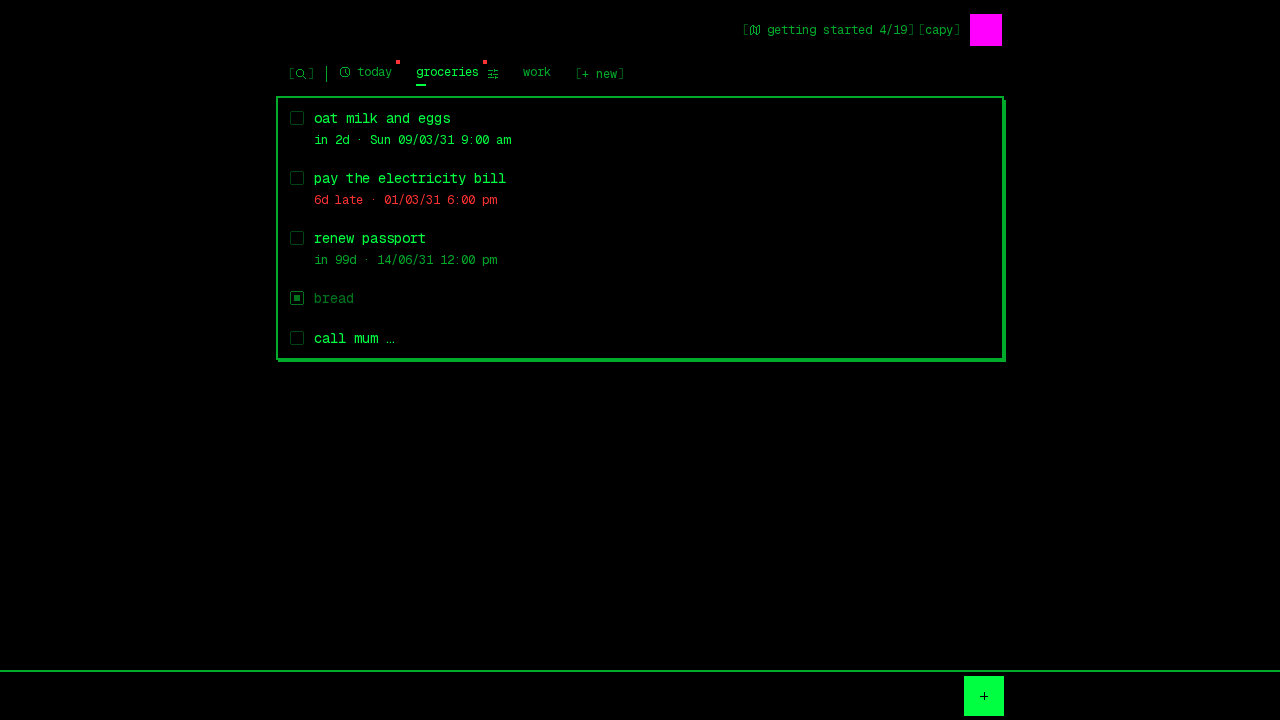 [getting started 4/19] [capy]
today groceries work [+ new]
oat milk and eggs
in 2d · Sun 09/03/31 9:00 am
pay the electricity bill
6d late · 01/03/31 6:00 pm
renew passport
in 99d · 14/06/31 12:00 pm
bread
call mum …
+